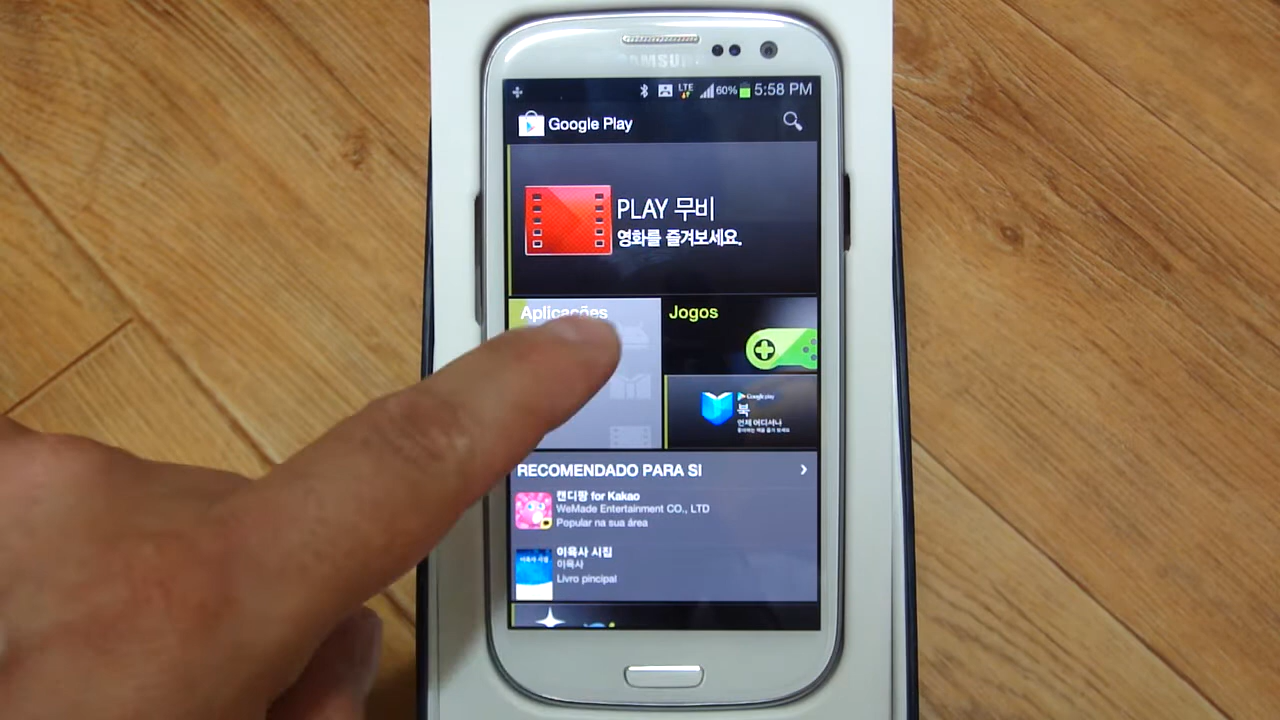 SAMSUNG
LTE
60%
5:58 PM
Google Play
PLAY 무비
영화를 즐겨보세요.
Aplicações
Jogos
Google play
북
언제 어디서나
RECOMENDADO PARA SI
캔디팡 for Kakao
WeMade Entertainment CO., LTD
Popular na sua área
이육사 시집
이육사
Livro pincipal